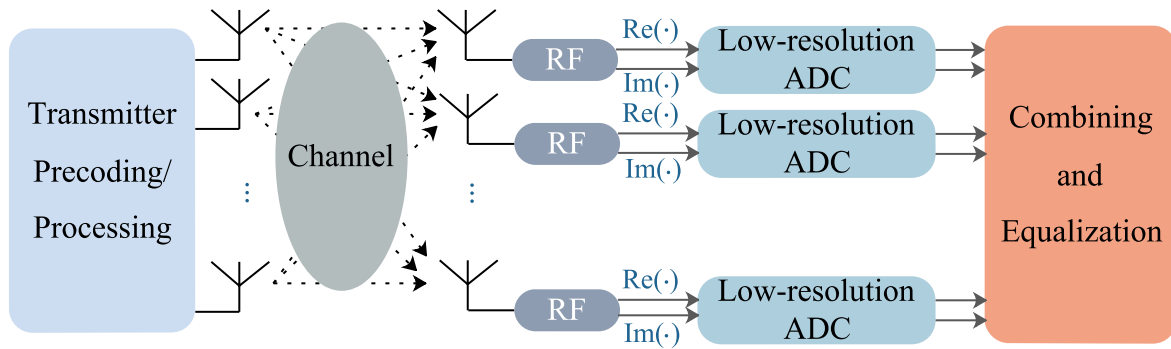 Transmitter
Precoding/
Processing
Channel
RF
Re(·)
Im(·)
Low-resolution
ADC
RF
Re(·)
Im(·)
Low-resolution
ADC
RF
Re(·)
Im(·)
Low-resolution
ADC
Combining
and
Equalization